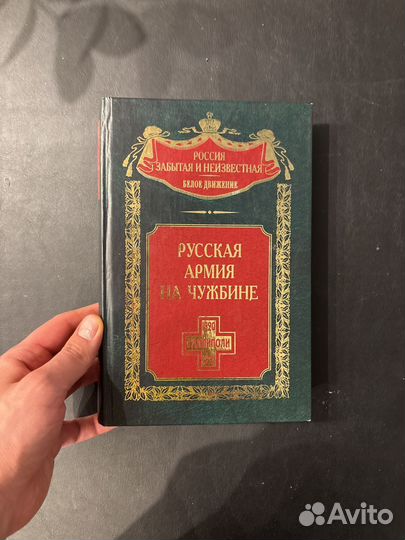 РОССИЯ
ЗАБЫТАЯ И НЕИЗВЕСТНАЯ
БЕЛОЕ ДВИЖЕНИЕ
РУССКАЯ
АРМИЯ
НА ЧУЖБИНЕ
Avito